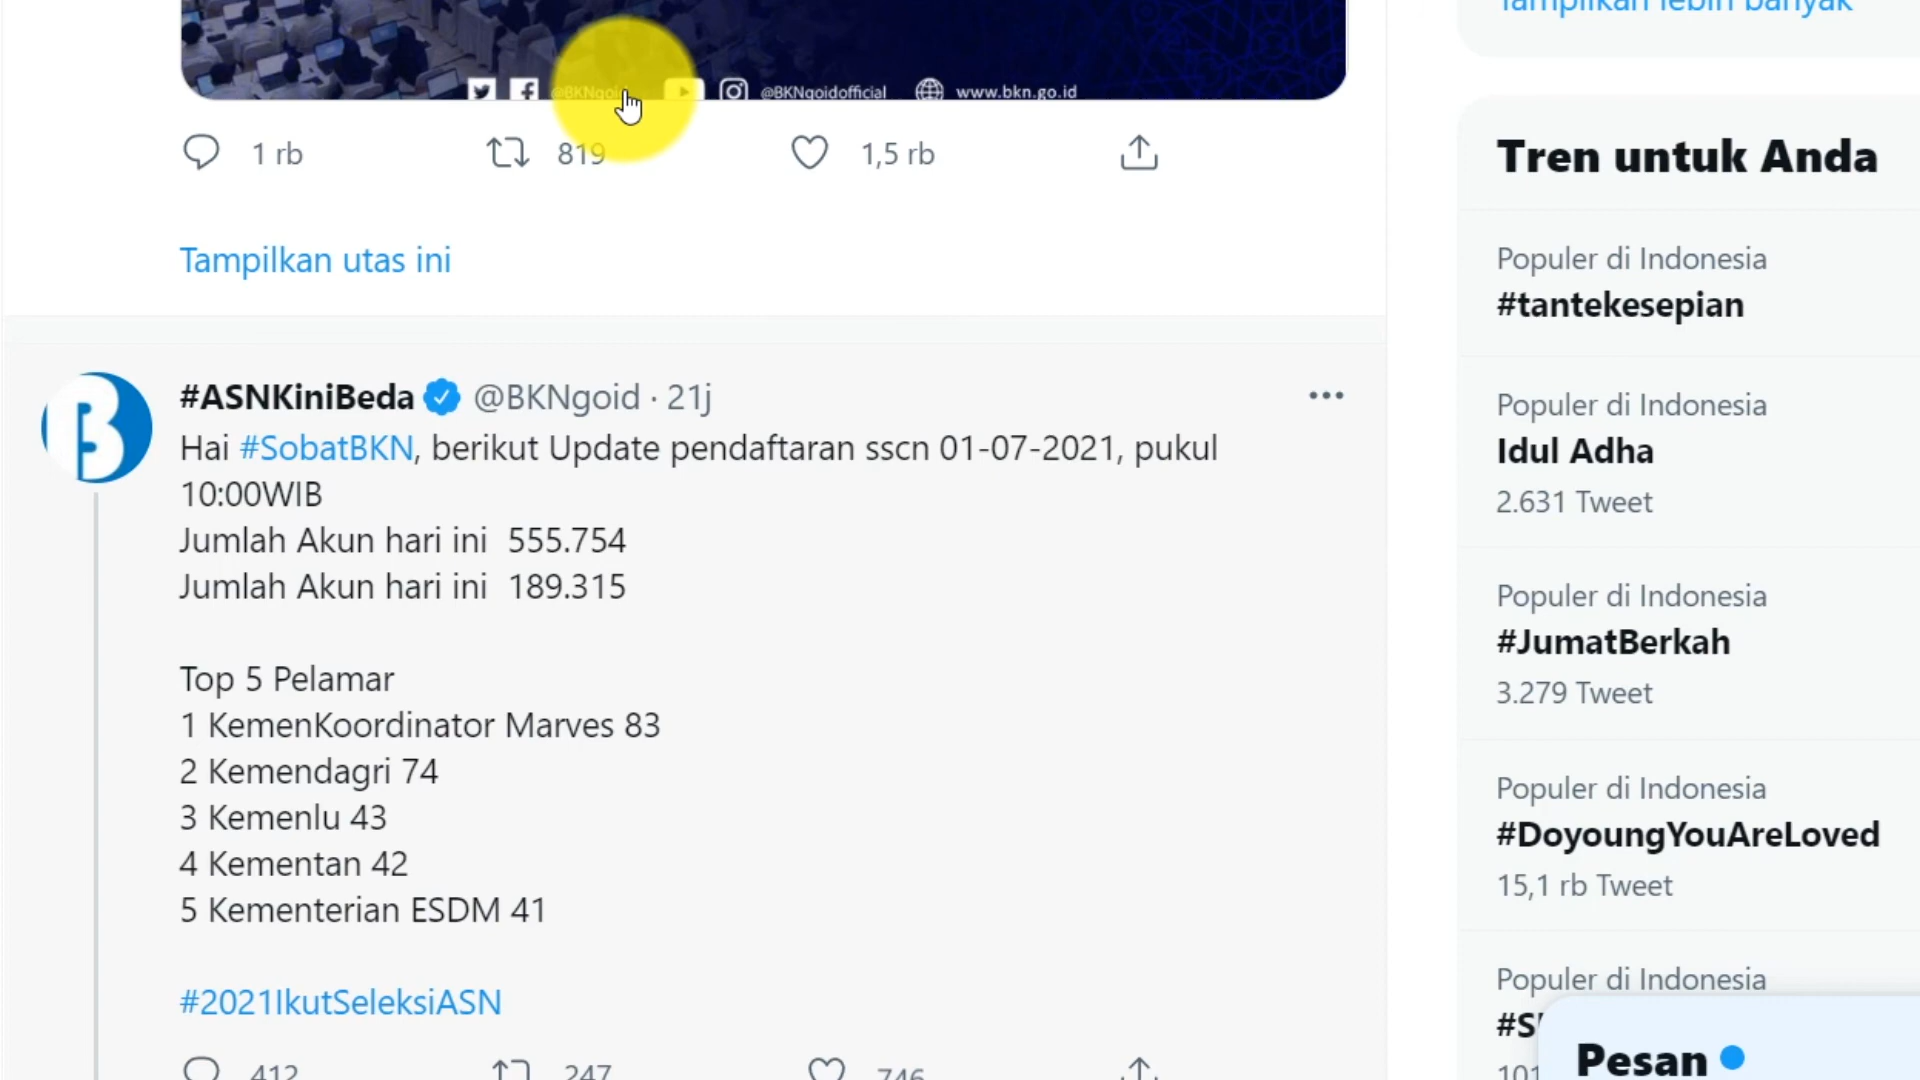 @BKNgoidofficial www.bkn.go.id
1 rb 819 1,5 rb
Tampilkan utas ini
#ASNKiniBeda @BKNgoid · 21j
Hai #SobatBKN, berikut Update pendaftaran sscn 01-07-2021, pukul
10:00WIB
Jumlah Akun hari ini 555.754
Jumlah Akun hari ini 189.315
Top 5 Pelamar
1 KemenKoordinator Marves 83
2 Kemendagri 74
3 Kemenlu 43
4 Kementan 42
5 Kementerian ESDM 41
#2021IkutSeleksiASN
412 247 746
Tampilkan lebih banyak
Tren untuk Anda
Populer di Indonesia
#tantekesepian
Populer di Indonesia
Idul Adha
2.631 Tweet
Populer di Indonesia
#JumatBerkah
3.279 Tweet
Populer di Indonesia
#DoyoungYouAreLoved
15,1 rb Tweet
Populer di Indonesia
Pesan